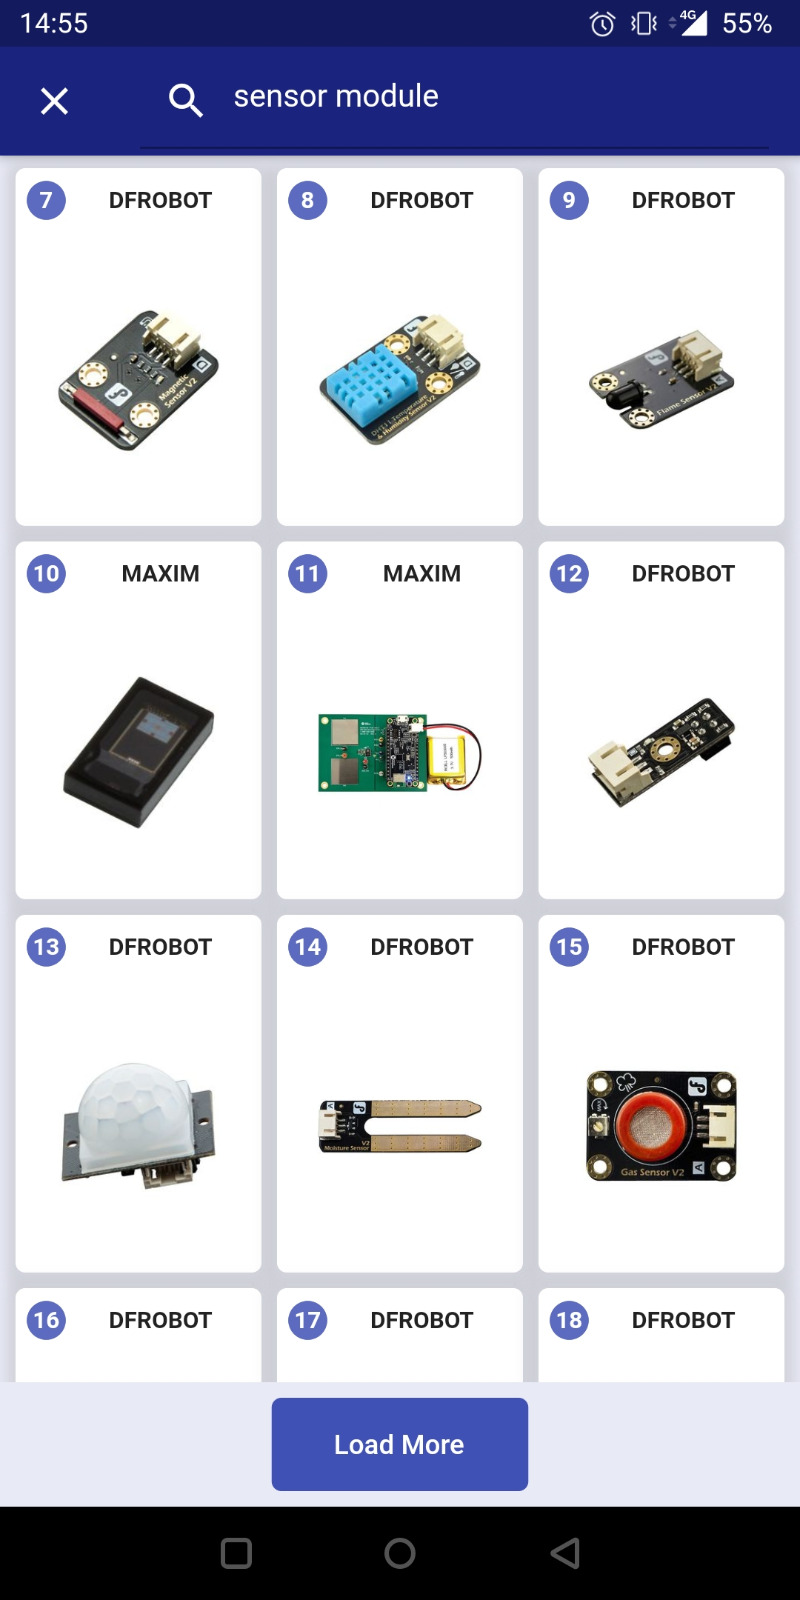 14:55
4G
55%
sensor module
7 DFROBOT
8 DFROBOT
9 DFROBOT
Magnetic
Sensor V2
DHT11 Temperature
& Humidity Sensor V2
Flame Sensor V2
10 MAXIM
11 MAXIM
12 DFROBOT
13 DFROBOT
14 DFROBOT
15 DFROBOT
A
V2
Moisture Sensor
Gas Sensor V2
A
16 DFROBOT
17 DFROBOT
18 DFROBOT
Load More